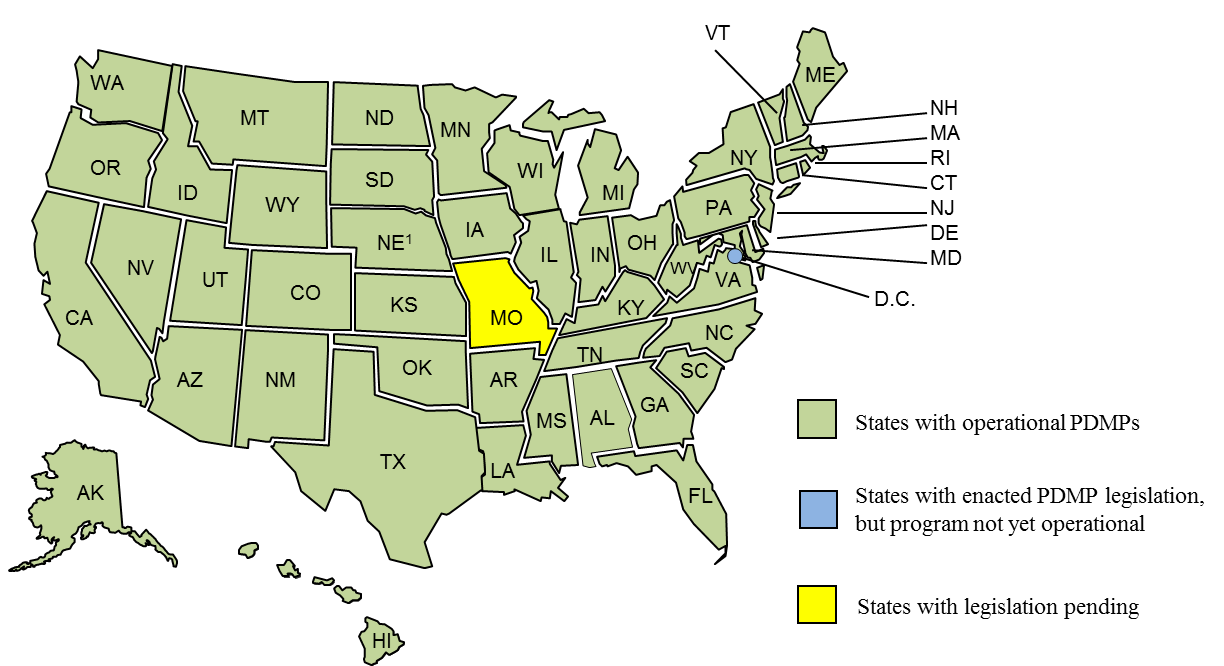 VT
WA
ME
MT
ND
MN
NH
MA
OR
ID
SD
WI
NY
RI
MI
CT
WY
PA
NJ
IA
NE¹
OH
DE
IL
IN
MD
NV
UT
WV
VA
CO
D.C.
KS
KY
CA
MO
NC
TN
OK
SC
AZ
NM
AR
GA
MS
AL
States with operational PDMPs
TX
LA
AK
FL
States with enacted PDMP legislation,
but program not yet operational
States with legislation pending
HI